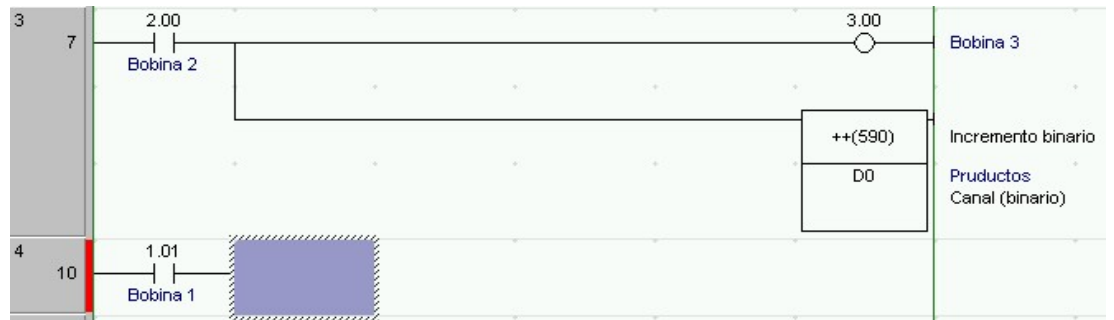 3
7
2.00
Bobina 2
3.00
Bobina 3
++(590)
Incremento binario
D0
Pruductos
Canal (binario)
4
10
1.01
Bobina 1